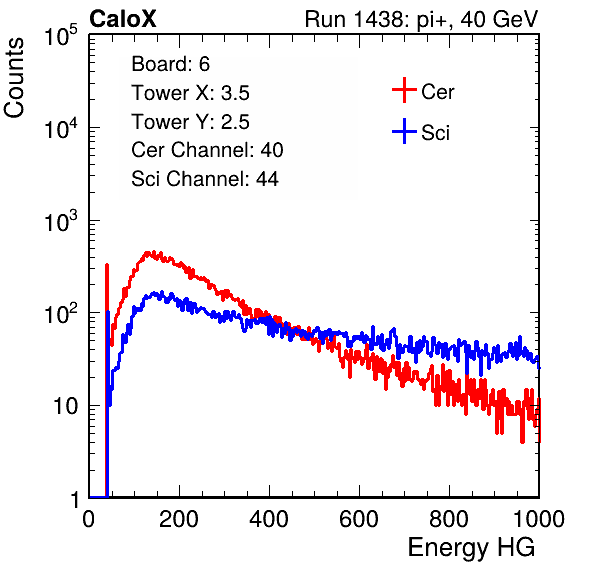 CaloX Run 1438: pi+, 40 GeV
Counts
Board: 6
Tower X: 3.5
Tower Y: 2.5
Cer Channel: 40
Sci Channel: 44
Cer
Sci
10^5
10^4
10^3
10^2
10
1
0 200 400 600 800 1000
Energy HG